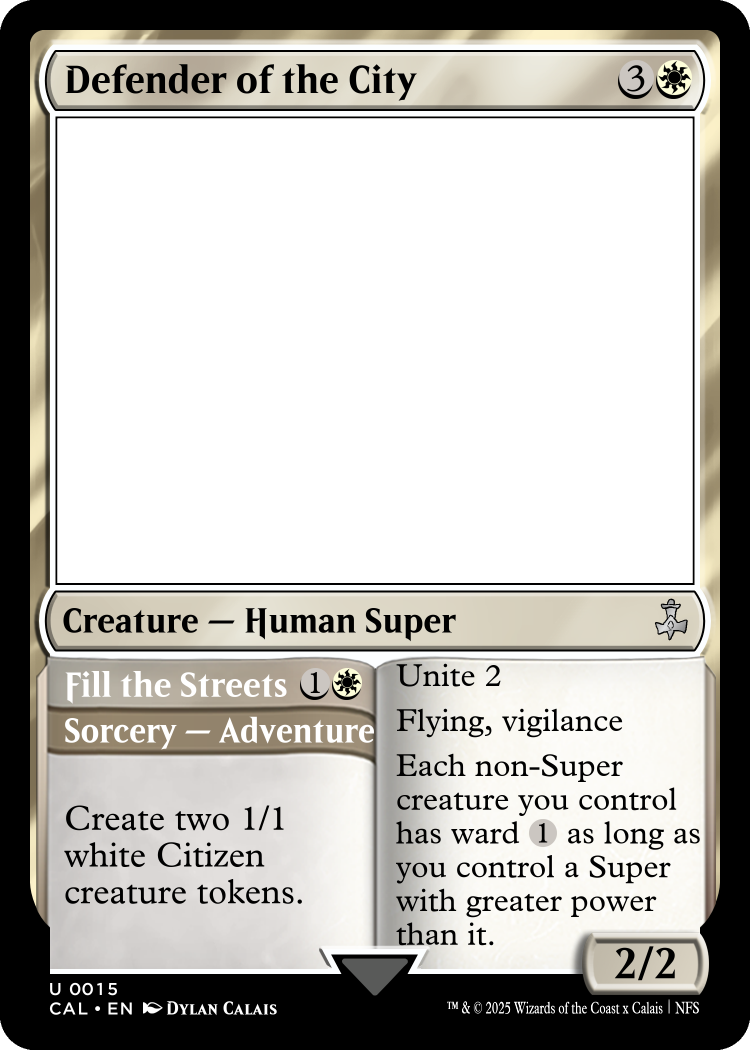 Defender of the City 3
Creature — Human Super
Fill the Streets 1
Sorcery — Adventure
Create two 1/1
white Citizen
creature tokens.
Unite 2
Flying, vigilance
Each non-Super
creature you control
has ward 1 as long as
you control a Super
with greater power
than it.
2/2
U 0015
CAL • EN DYLAN CALAIS
™ & © 2025 Wizards of the Coast x Calais | NFS